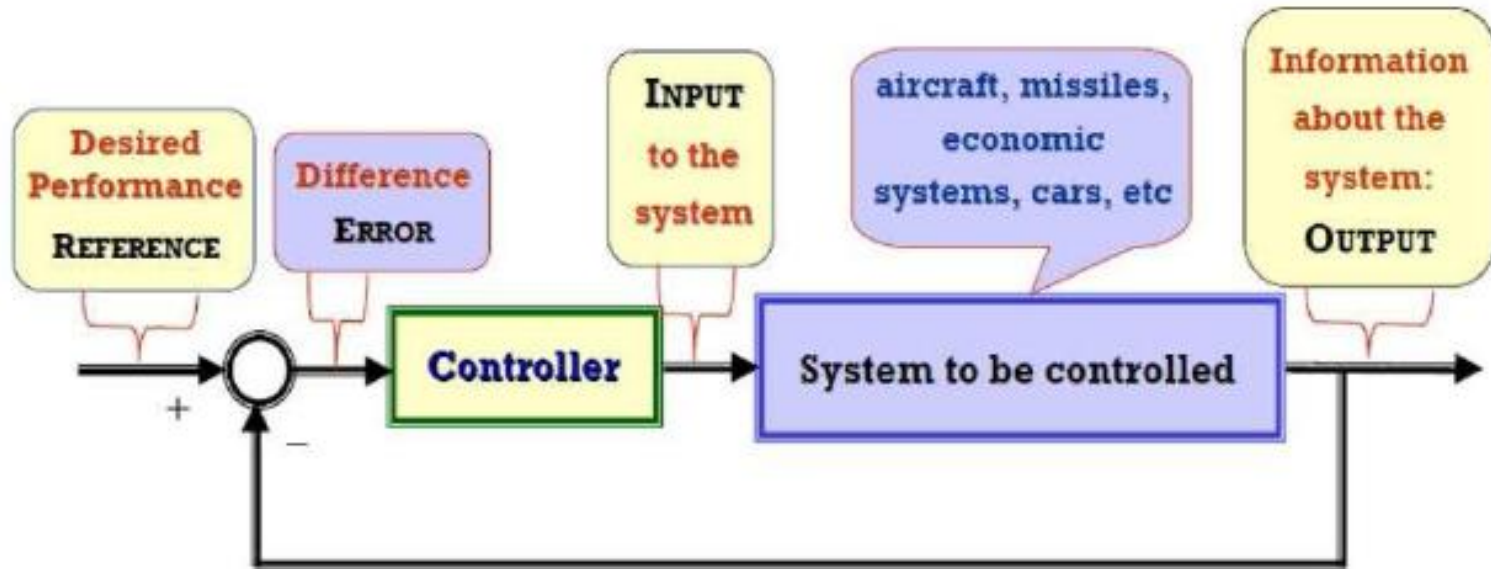 Desired
Performance
REFERENCE
Difference
ERROR
INPUT
to the
system
aircraft, missiles,
economic
systems, cars, etc
Information
about the
system:
OUTPUT
+
−
Controller
System to be controlled